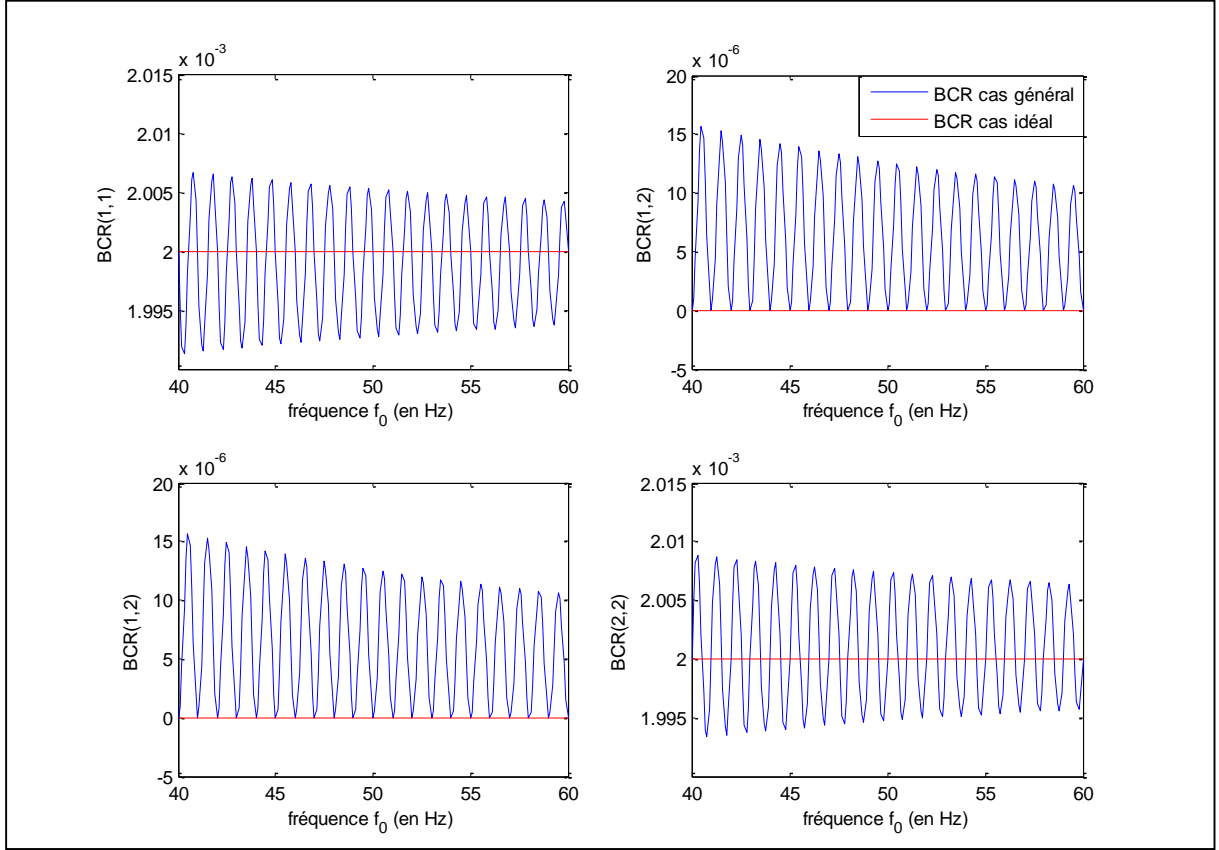 x 10^-3
2.015
2.01
2.005
2
1.995
BCR(1,1)
40 45 50 55 60
fréquence f_0 (en Hz)
x 10^-6
20
15
10
5
0
-5
BCR(1,2)
BCR cas général
BCR cas idéal
40 45 50 55 60
fréquence f_0 (en Hz)
x 10^-6
20
15
10
5
0
-5
BCR(1,2)
40 45 50 55 60
fréquence f_0 (en Hz)
x 10^-3
2.015
2.01
2.005
2
1.995
BCR(2,2)
40 45 50 55 60
fréquence f_0 (en Hz)